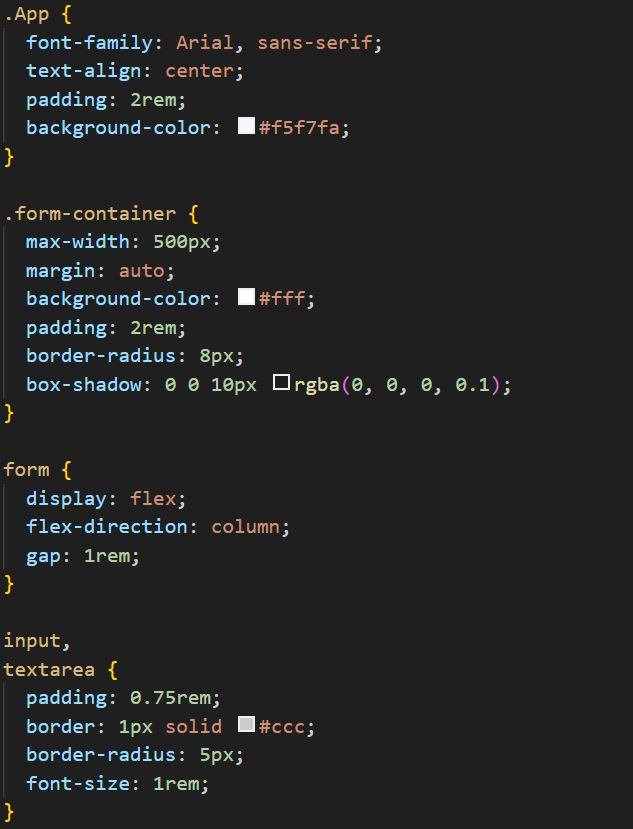 .App {
  font-family: Arial, sans-serif;
  text-align: center;
  padding: 2rem;
  background-color: #f5f7fa;
}

.form-container {
  max-width: 500px;
  margin: auto;
  background-color: #fff;
  padding: 2rem;
  border-radius: 8px;
  box-shadow: 0 0 10px rgba(0, 0, 0, 0.1);
}

form {
  display: flex;
  flex-direction: column;
  gap: 1rem;
}

input,
textarea {
  padding: 0.75rem;
  border: 1px solid #ccc;
  border-radius: 5px;
  font-size: 1rem;
}